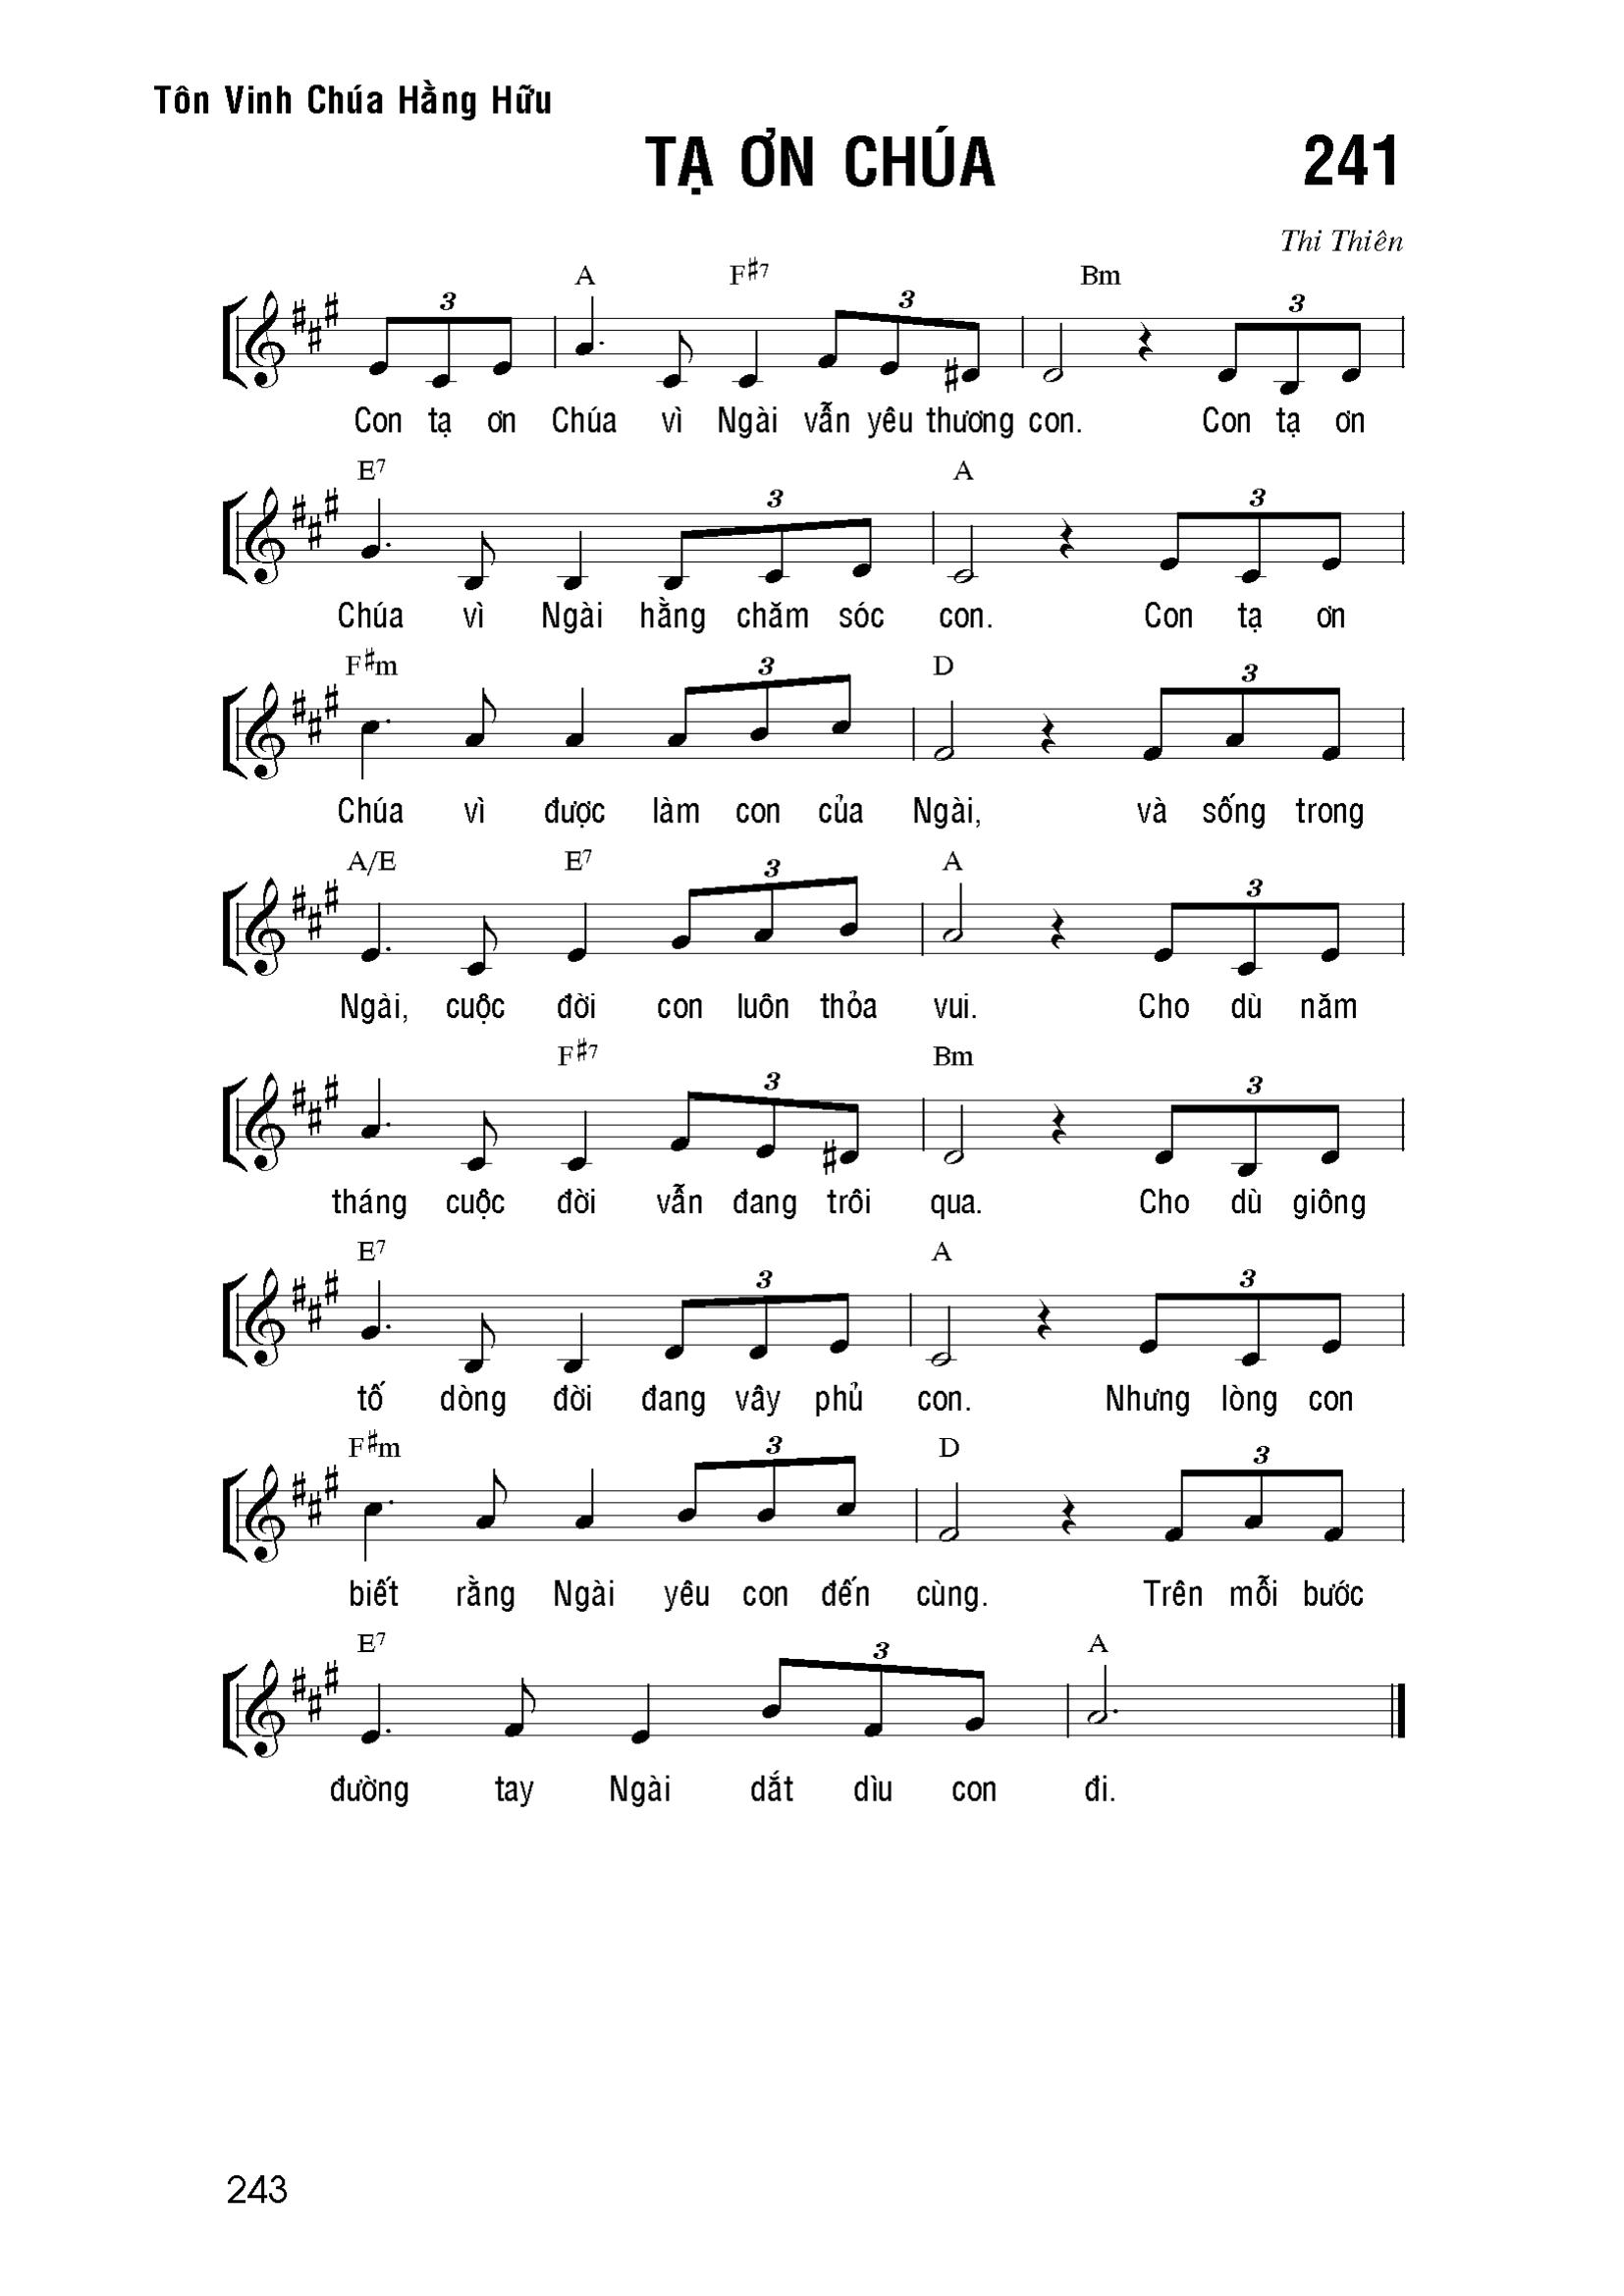 Tôn Vinh Chúa Hằng Hữu
TẠ ƠN CHÚA 241
Thi Thiên
A F#7 Bm
3 3 3
Con tạ ơn Chúa vì Ngài vẫn yêu thương con. Con tạ ơn
E7 A
3 3
Chúa vì Ngài hằng chăm sóc con. Con tạ ơn
F#m D
3 3
Chúa vì được làm con của Ngài, và sống trong
A/E E7 A
3 3
Ngài, cuộc đời con luôn thỏa vui. Cho dù năm
F#7 Bm
3 3
tháng cuộc đời vẫn đang trôi qua. Cho dù giông
E7 A
3 3
tố dòng đời đang vây phủ con. Nhưng lòng con
F#m D
3 3
biết rằng Ngài yêu con đến cùng. Trên mỗi bước
E7 A
3
đường tay Ngài dắt dìu con đi.
243